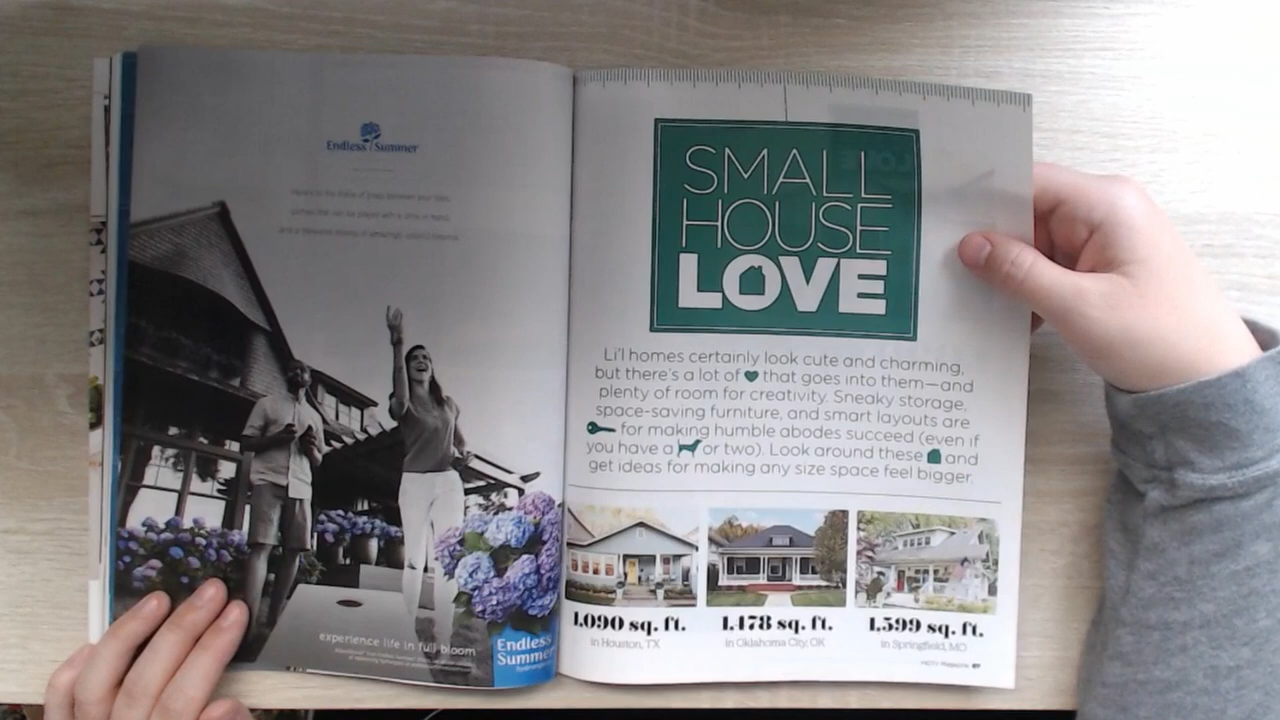 Endless Summer
experience life in full bloom
Endless
Summer
SMALL
HOUSE
LOVE
Li'l homes certainly look cute and charming,
but there's a lot of that goes into them—and
plenty of room for creativity. Sneaky storage,
space-saving furniture, and smart layouts are
for making humble abodes succeed (even if
you have a or two). Look around these and
get ideas for making any size space feel bigger.
1,090 sq. ft.
in Houston, TX
1,478 sq. ft.
in Oklahoma City, OK
1,599 sq. ft.
in Springfield, MO
HGTV Magazine